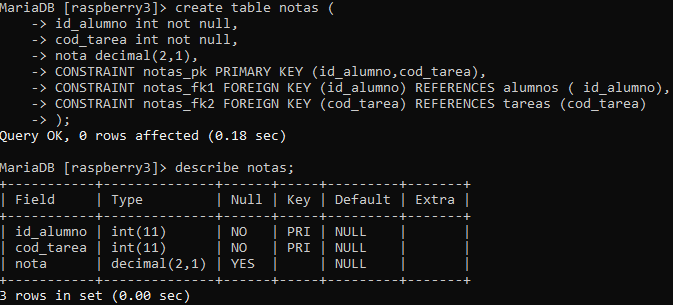 MariaDB [raspberry3]> create table notas (
    -> id_alumno int not null,
    -> cod_tarea int not null,
    -> nota decimal(2,1),
    -> CONSTRAINT notas_pk PRIMARY KEY (id_alumno,cod_tarea),
    -> CONSTRAINT notas_fk1 FOREIGN KEY (id_alumno) REFERENCES alumnos ( id_alumno),
    -> CONSTRAINT notas_fk2 FOREIGN KEY (cod_tarea) REFERENCES tareas (cod_tarea)
    -> );
Query OK, 0 rows affected (0.18 sec)

MariaDB [raspberry3]> describe notas;
+-----------+--------------+------+-----+---------+-------+
| Field     | Type         | Null | Key | Default | Extra |
+-----------+--------------+------+-----+---------+-------+
| id_alumno | int(11)      | NO   | PRI | NULL    |       |
| cod_tarea | int(11)      | NO   | PRI | NULL    |       |
| nota      | decimal(2,1) | YES  |     | NULL    |       |
+-----------+--------------+------+-----+---------+-------+
3 rows in set (0.00 sec)